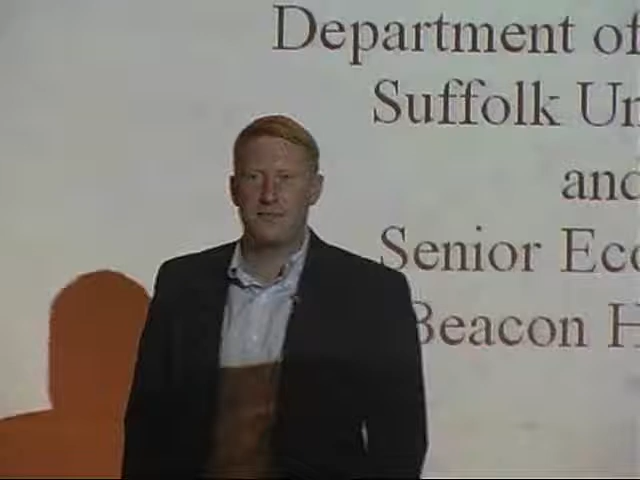 Department of
Suffolk Un
and
Senior Eco
Beacon H